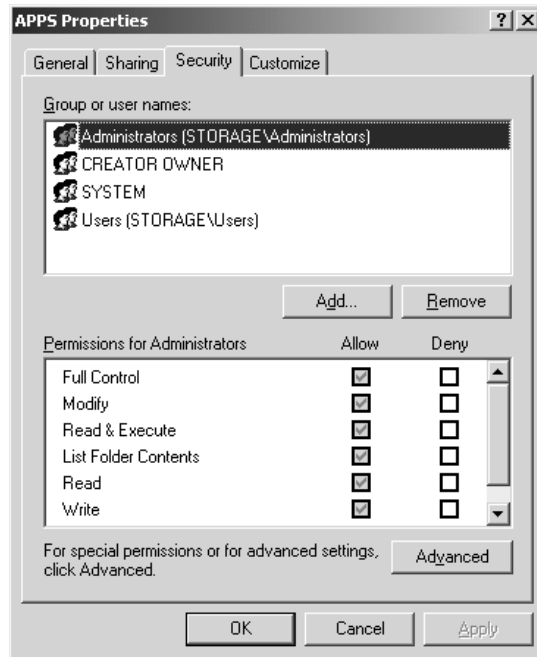 APPS Properties
General Sharing Security Customize
Group or user names:
Administrators (STORAGE\Administrators)
CREATOR OWNER
SYSTEM
Users (STORAGE\Users)
Add... Remove
Permissions for Administrators Allow Deny
Full Control
Modify
Read & Execute
List Folder Contents
Read
Write
For special permissions or for advanced settings,
click Advanced.
Advanced
OK Cancel Apply